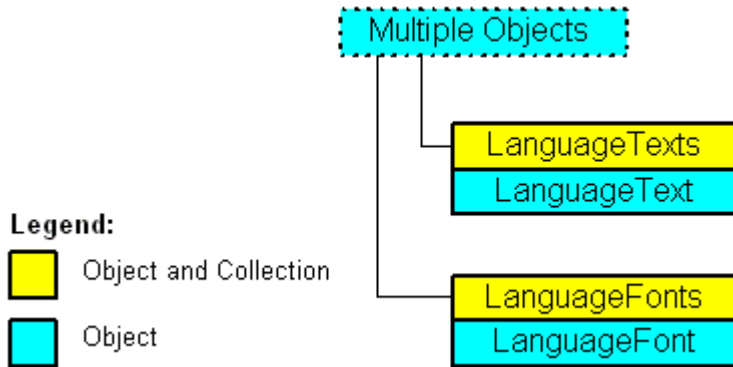 Multiple Objects
LanguageTexts
LanguageText
Legend:
Object and Collection
Object
LanguageFonts
LanguageFont